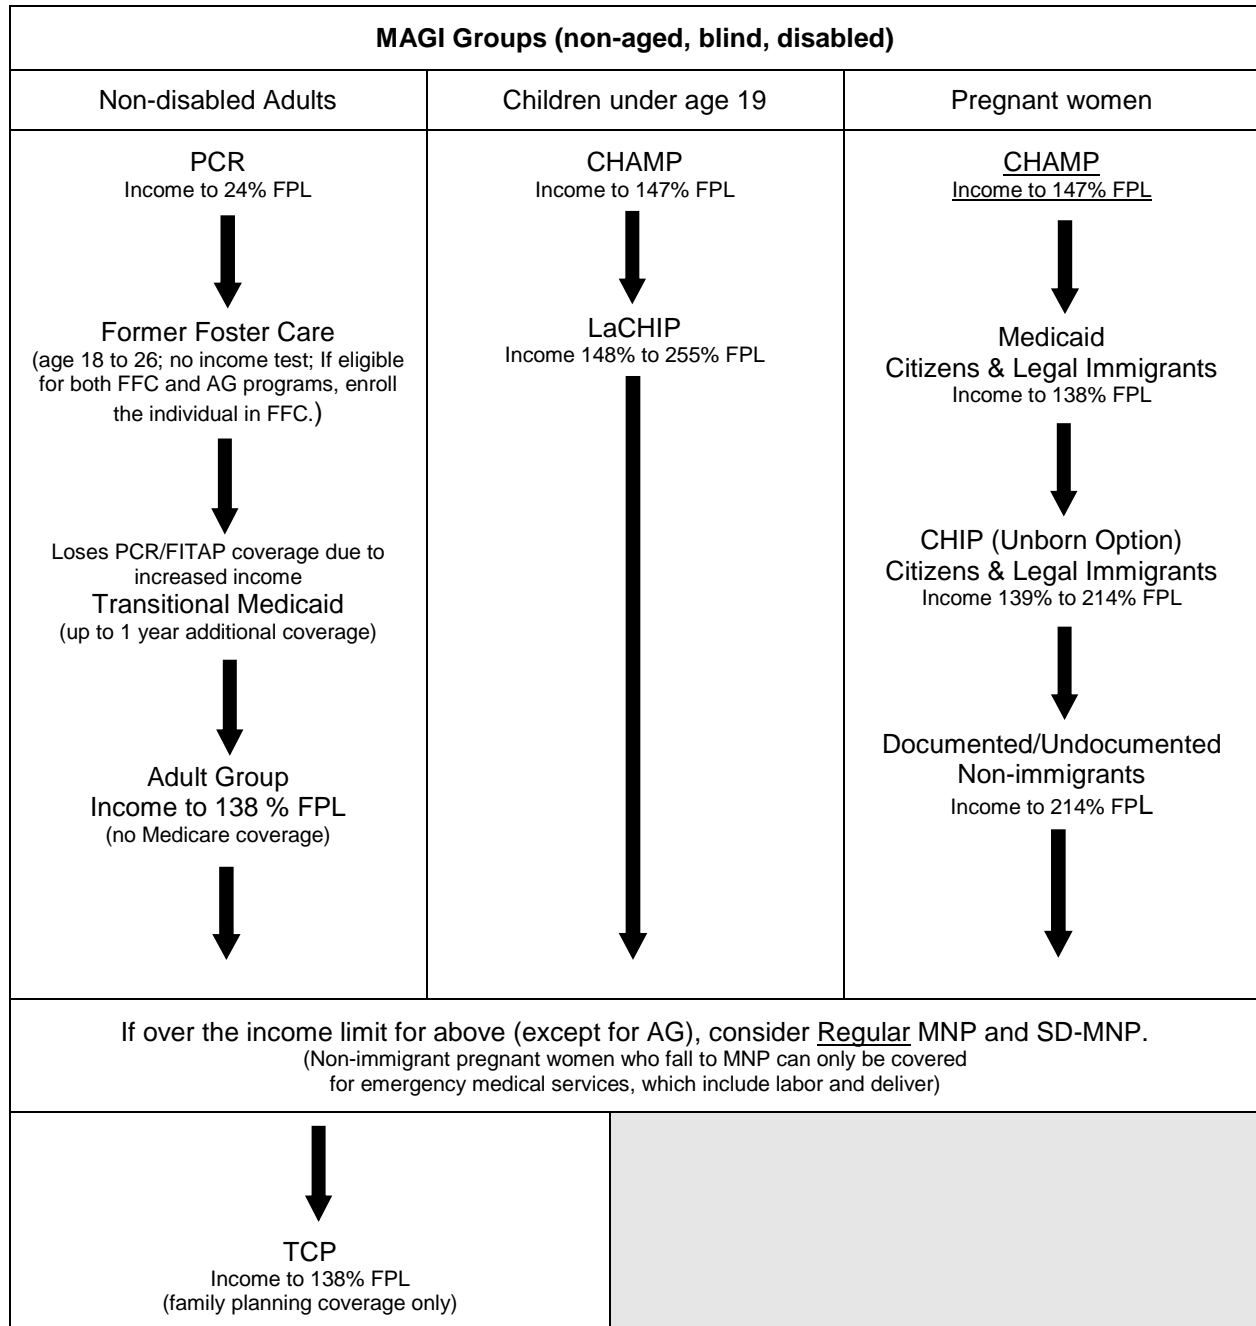 MAGI Groups (non-aged, blind, disabled)
Non-disabled Adults
Children under age 19
Pregnant women
PCR
Income to 24% FPL
Former Foster Care
(age 18 to 26; no income test; If eligible
for both FFC and AG programs, enroll
the individual in FFC.)
Loses PCR/FITAP coverage due to
increased income
Transitional Medicaid
(up to 1 year additional coverage)
Adult Group
Income to 138 % FPL
(no Medicare coverage)
CHAMP
Income to 147% FPL
LaCHIP
Income 148% to 255% FPL
CHAMP
Income to 147% FPL
Medicaid
Citizens & Legal Immigrants
Income to 138% FPL
CHIP (Unborn Option)
Citizens & Legal Immigrants
Income 139% to 214% FPL
Documented/Undocumented
Non-immigrants
Income to 214% FPL
If over the income limit for above (except for AG), consider Regular MNP and SD-MNP.
(Non-immigrant pregnant women who fall to MNP can only be covered
for emergency medical services, which include labor and deliver)
TCP
Income to 138% FPL
(family planning coverage only)